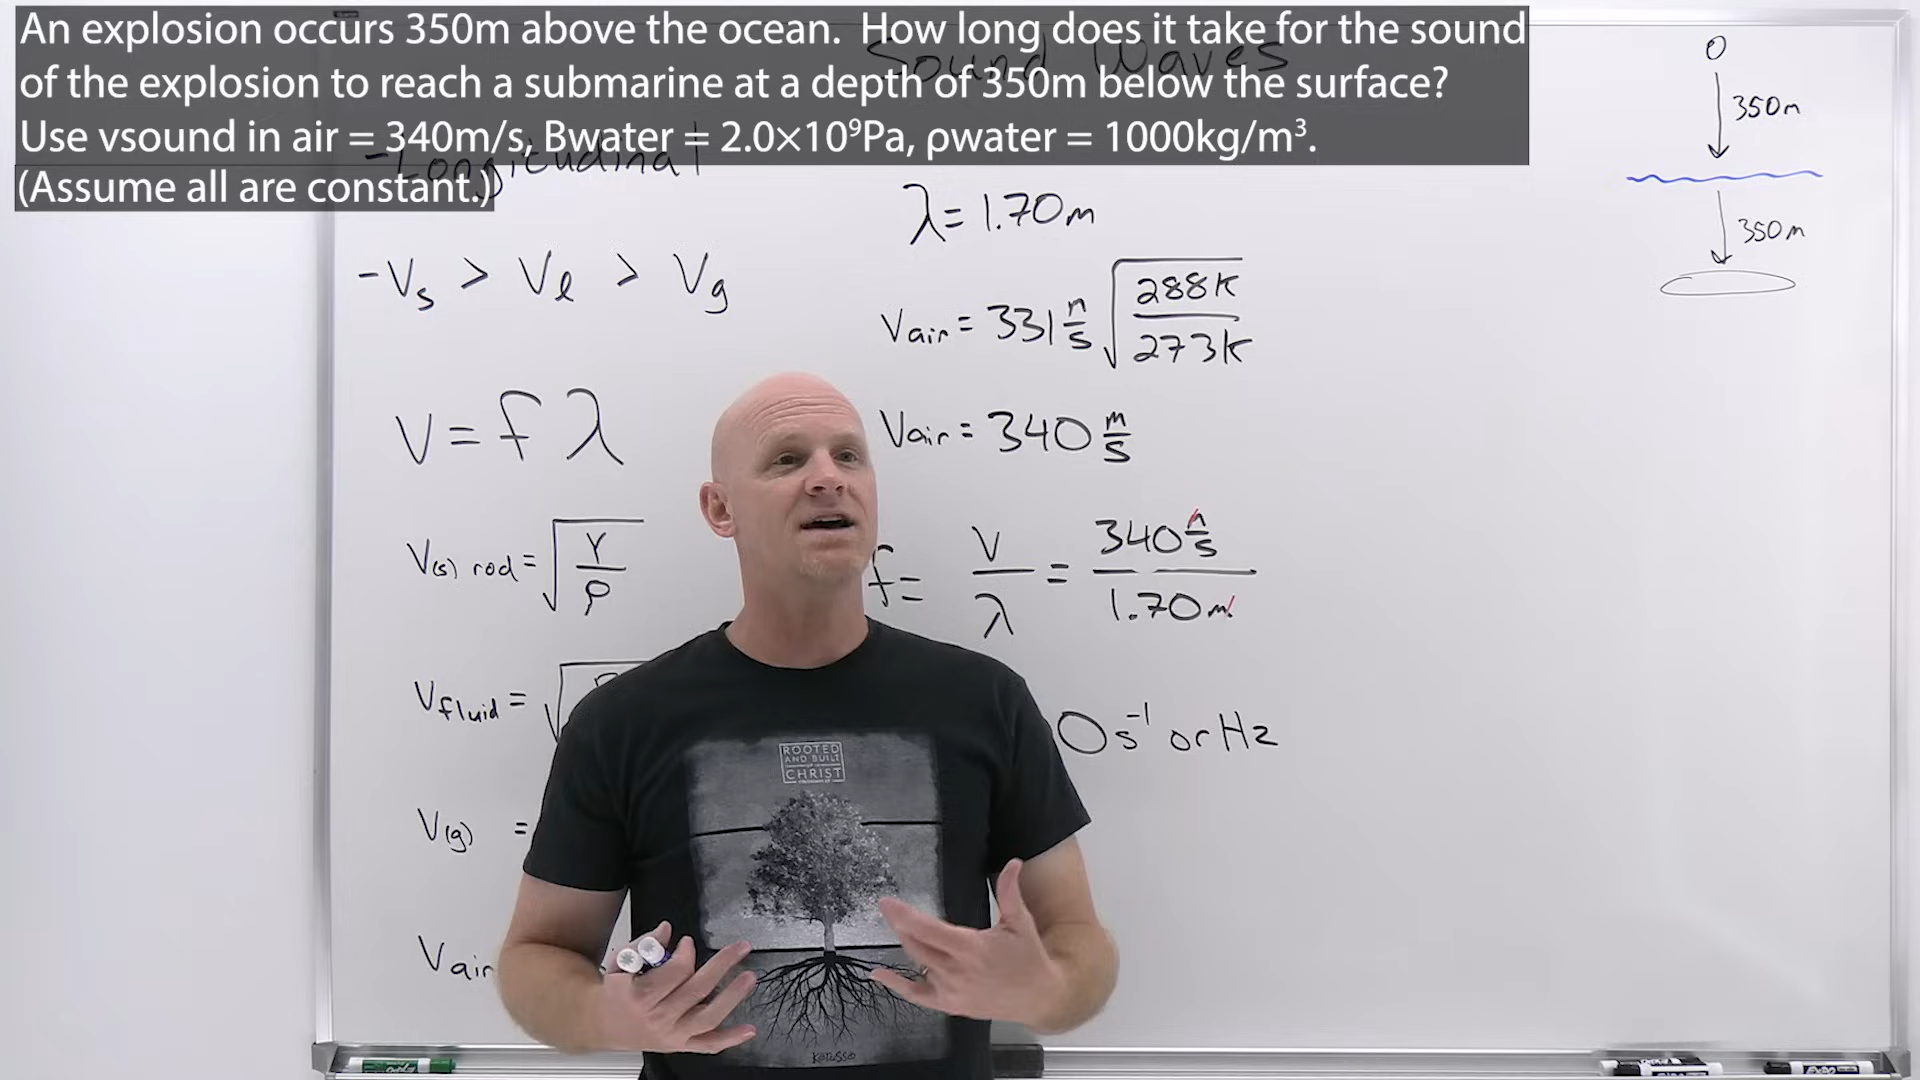 An explosion occurs 350m above the ocean. How long does it take for the sound
of the explosion to reach a submarine at a depth of 350m below the surface?
Use vsound in air = 340m/s, Bwater = 2.0×10⁹Pa, ρwater = 1000kg/m³.
(Assume all are constant.)
Sound Waves
-Longitudinal
-Vs > Vl > Vg
V = f λ
V(s) rod = √(Y/ρ)
Vfluid =
V(g) =
Vair
λ = 1.70m
Vair = 331 m/s √(288K/273K)
Vair = 340 m/s
f = V/λ = 340 m/s / 1.70m
0 s⁻¹ or Hz
350m
350m
ROOTED
AND BUILT
CHRIST